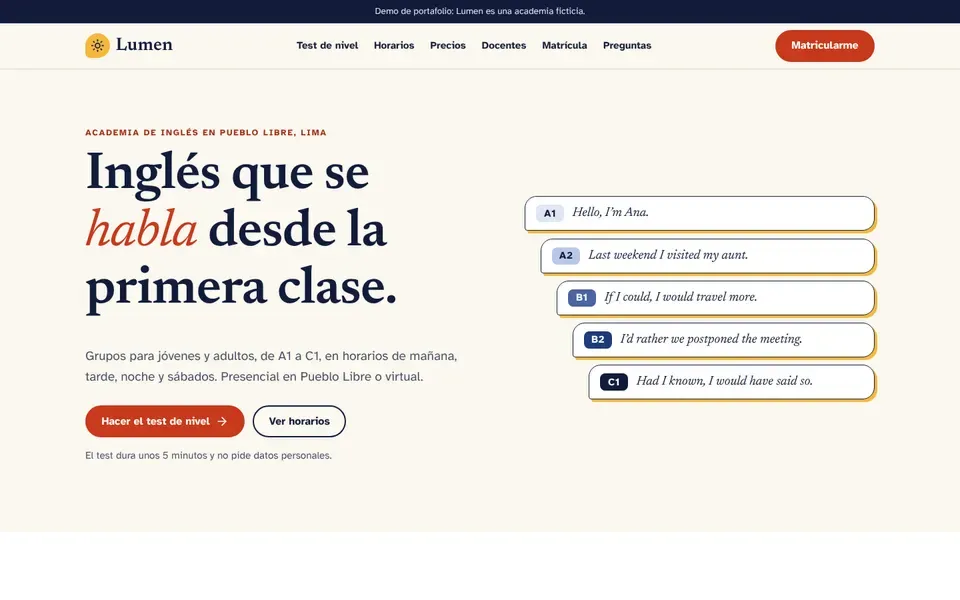 Demo de portafolio: Lumen es una academia ficticia.
Lumen
Test de nivel
Horarios
Precios
Docentes
Matrícula
Preguntas
Matricularme
ACADEMIA DE INGLÉS EN PUEBLO LIBRE, LIMA
Inglés que se
habla desde la
primera clase.
Grupos para jóvenes y adultos, de A1 a C1, en horarios de mañana,
tarde, noche y sábados. Presencial en Pueblo Libre o virtual.
Hacer el test de nivel →
Ver horarios
El test dura unos 5 minutos y no pide datos personales.
A1 Hello, I’m Ana.
A2 Last weekend I visited my aunt.
B1 If I could, I would travel more.
B2 I’d rather we postponed the meeting.
C1 Had I known, I would have said so.